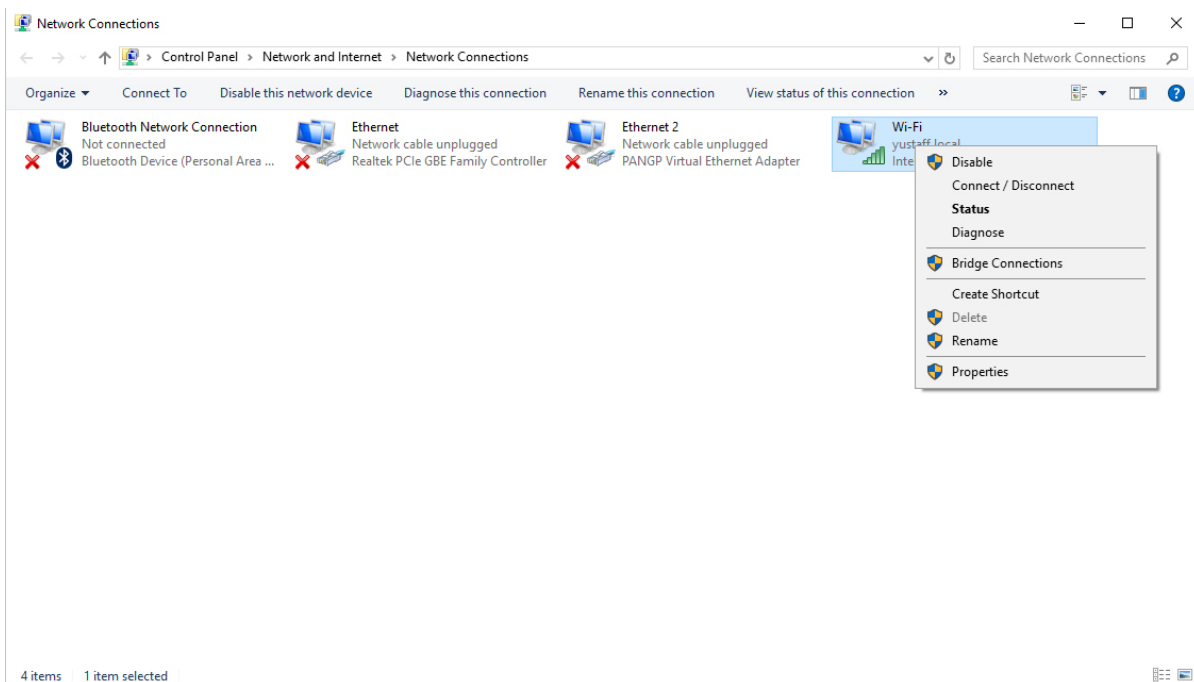 Network Connections
Control Panel > Network and Internet > Network Connections
Search Network Connections
Organize Connect To Disable this network device Diagnose this connection Rename this connection View status of this connection »
Bluetooth Network Connection
Not connected
Bluetooth Device (Personal Area ...
Ethernet
Network cable unplugged
Realtek PCIe GBE Family Controller
Ethernet 2
Network cable unplugged
PANGP Virtual Ethernet Adapter
Wi-Fi
yustaff.local
Inte
Disable
Connect / Disconnect
Status
Diagnose
Bridge Connections
Create Shortcut
Delete
Rename
Properties
4 items 1 item selected